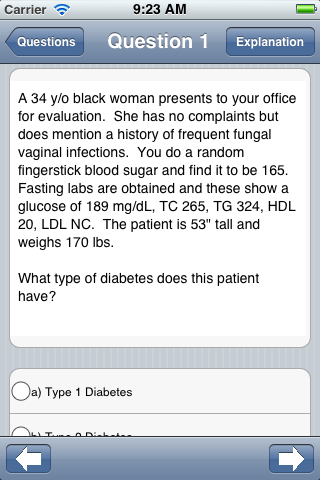 Carrier 9:23 AM
Questions Question 1 Explanation
A 34 y/o black woman presents to your office
for evaluation. She has no complaints but
does mention a history of frequent fungal
vaginal infections. You do a random
fingerstick blood sugar and find it to be 165.
Fasting labs are obtained and these show a
glucose of 189 mg/dL, TC 265, TG 324, HDL
20, LDL NC. The patient is 53" tall and
weighs 170 lbs.
What type of diabetes does this patient
have?
a) Type 1 Diabetes
b) Type 2 Diabetes